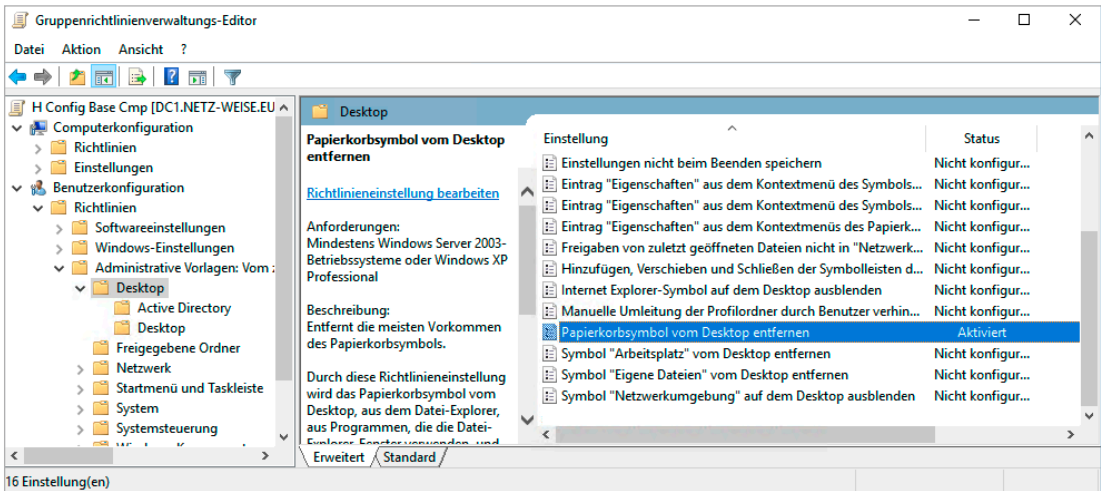 Gruppenrichtlinienverwaltungs-Editor
Datei Aktion Ansicht ?
H Config Base Cmp [DC1.NETZ-WEISE.EU
Computerkonfiguration
Richtlinien
Einstellungen
Benutzerkonfiguration
Richtlinien
Softwareeinstellungen
Windows-Einstellungen
Administrative Vorlagen: Vom
Desktop
Active Directory
Desktop
Freigegebene Ordner
Netzwerk
Startmenü und Taskleiste
System
Systemsteuerung
Desktop
Papierkorbsymbol vom Desktop
entfernen
Richtlinieneinstellung bearbeiten
Anforderungen:
Mindestens Windows Server 2003-
Betriebssysteme oder Windows XP
Professional
Beschreibung:
Entfernt die meisten Vorkommen
des Papierkorbsymbols.
Durch diese Richtlinieneinstellung
wird das Papierkorbsymbol vom
Desktop, aus dem Datei-Explorer,
aus Programmen, die die Datei-
Explorer-Fenster verwenden, und
Einstellung Status
Einstellungen nicht beim Beenden speichern Nicht konfigur...
Eintrag "Eigenschaften" aus dem Kontextmenü des Symbols... Nicht konfigur...
Eintrag "Eigenschaften" aus dem Kontextmenü des Symbols... Nicht konfigur...
Eintrag "Eigenschaften" aus dem Kontextmenüs des Papierk... Nicht konfigur...
Freigaben von zuletzt geöffneten Dateien nicht in "Netzwerk... Nicht konfigur...
Hinzufügen, Verschieben und Schließen der Symbolleisten d... Nicht konfigur...
Internet Explorer-Symbol auf dem Desktop ausblenden Nicht konfigur...
Manuelle Umleitung der Profilordner durch Benutzer verhin... Nicht konfigur...
Papierkorbsymbol vom Desktop entfernen Aktiviert
Symbol "Arbeitsplatz" vom Desktop entfernen Nicht konfigur...
Symbol "Eigene Dateien" vom Desktop entfernen Nicht konfigur...
Symbol "Netzwerkumgebung" auf dem Desktop ausblenden Nicht konfigur...
Erweitert Standard
16 Einstellung(en)